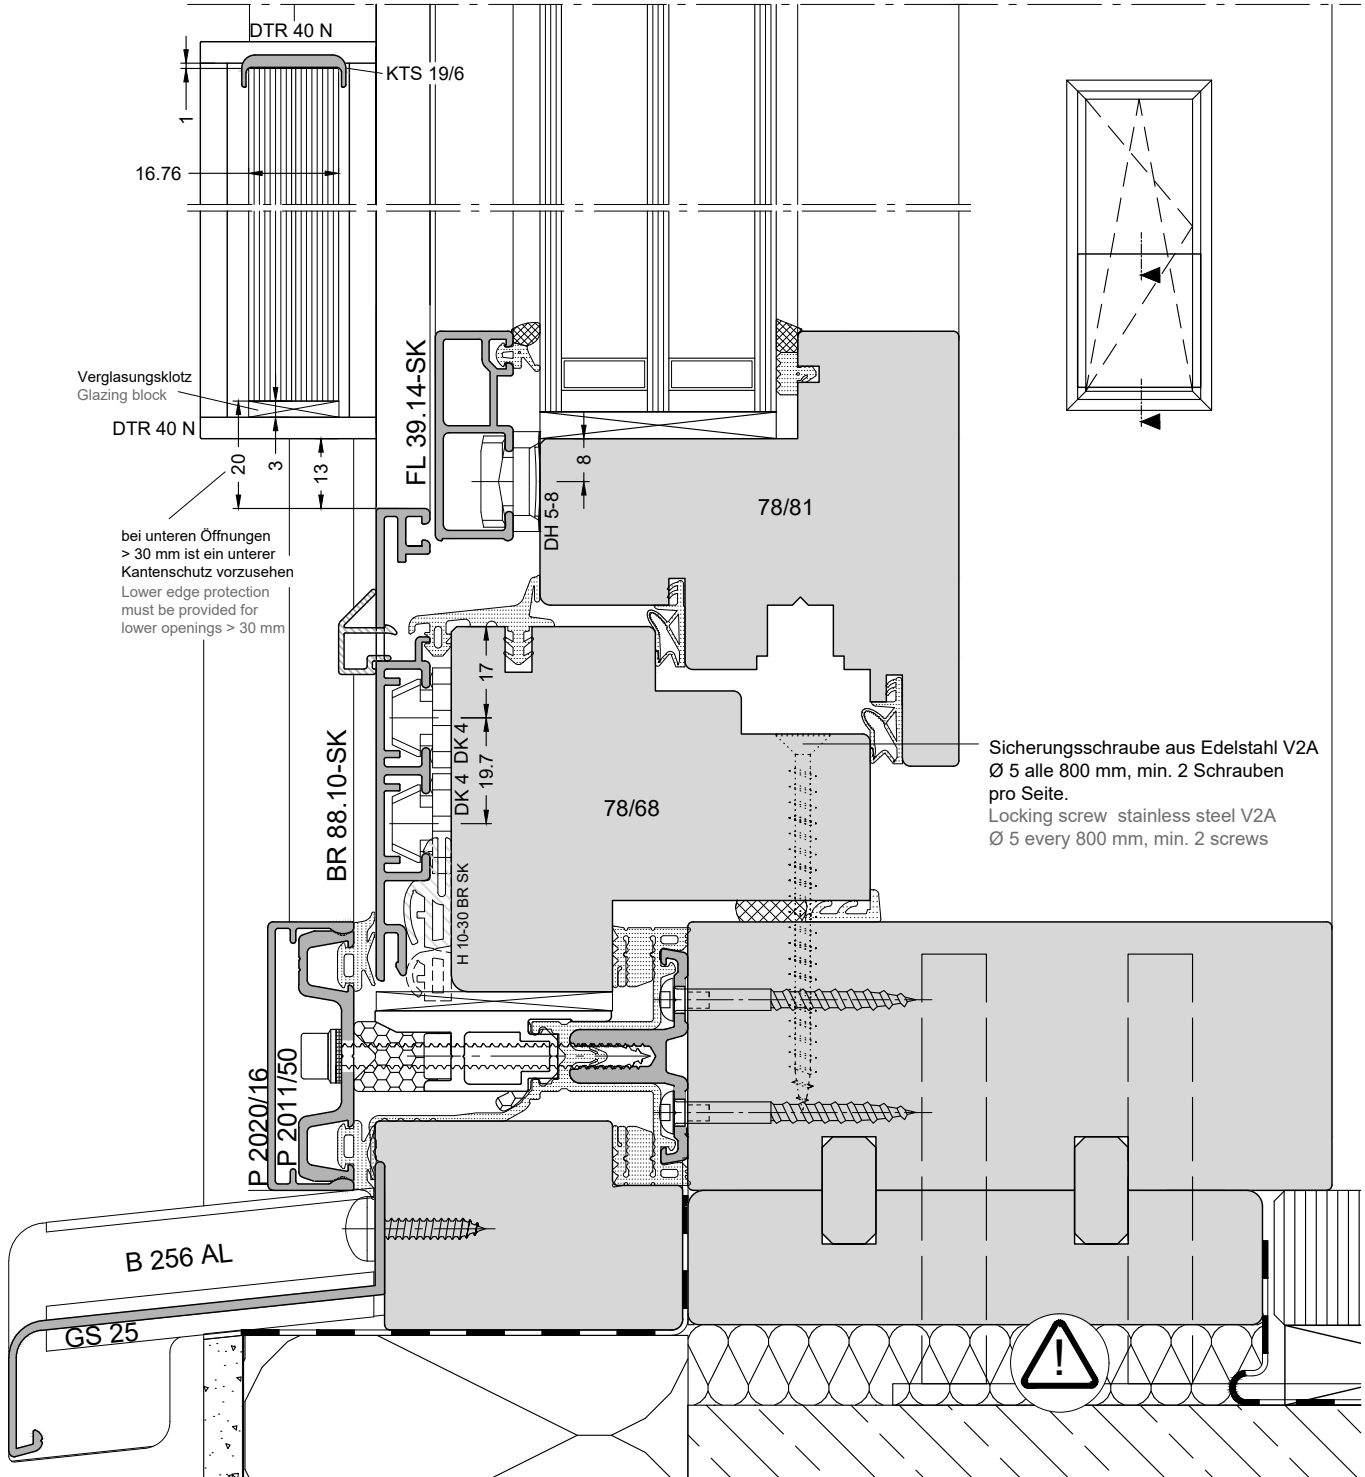 DTR 40 N
KTS 19/6
1
16.76
Verglasungsklotz
Glazing block
DTR 40 N
20
3
13
FL 39.14-SK
8
DH 5-8
78/81
bei unteren Öffnungen
> 30 mm ist ein unterer
Kantenschutz vorzusehen
Lower edge protection
must be provided for
lower openings > 30 mm
17
DK 4
DK 4
19.7
BR 88.10-SK
78/68
Sicherungsschraube aus Edelstahl V2A
Ø 5 alle 800 mm, min. 2 Schrauben
pro Seite.
Locking screw stainless steel V2A
Ø 5 every 800 mm, min. 2 screws
H 10-30 BR SK
P 2020/16
P 2011/50
B 256 AL
GS 25
!